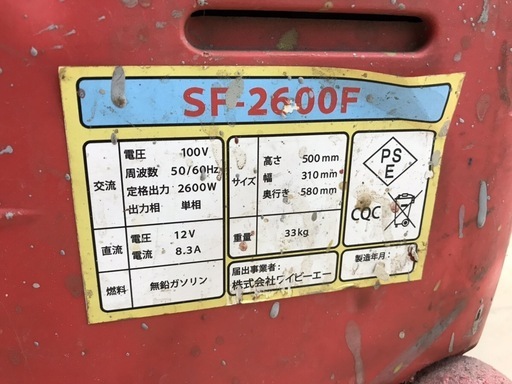 SF-2600F
交流
電圧 100V
周波数 50/60Hz
定格出力 2600W
出力相 単相
直流
電圧 12V
電流 8.3A
燃料 無鉛ガソリン
サイズ
高さ 500mm
幅 310mm
奥行き 580mm
重量 33kg
届出事業者:
株式会社ワイピーエー
PS
E
CQC
製造年月: